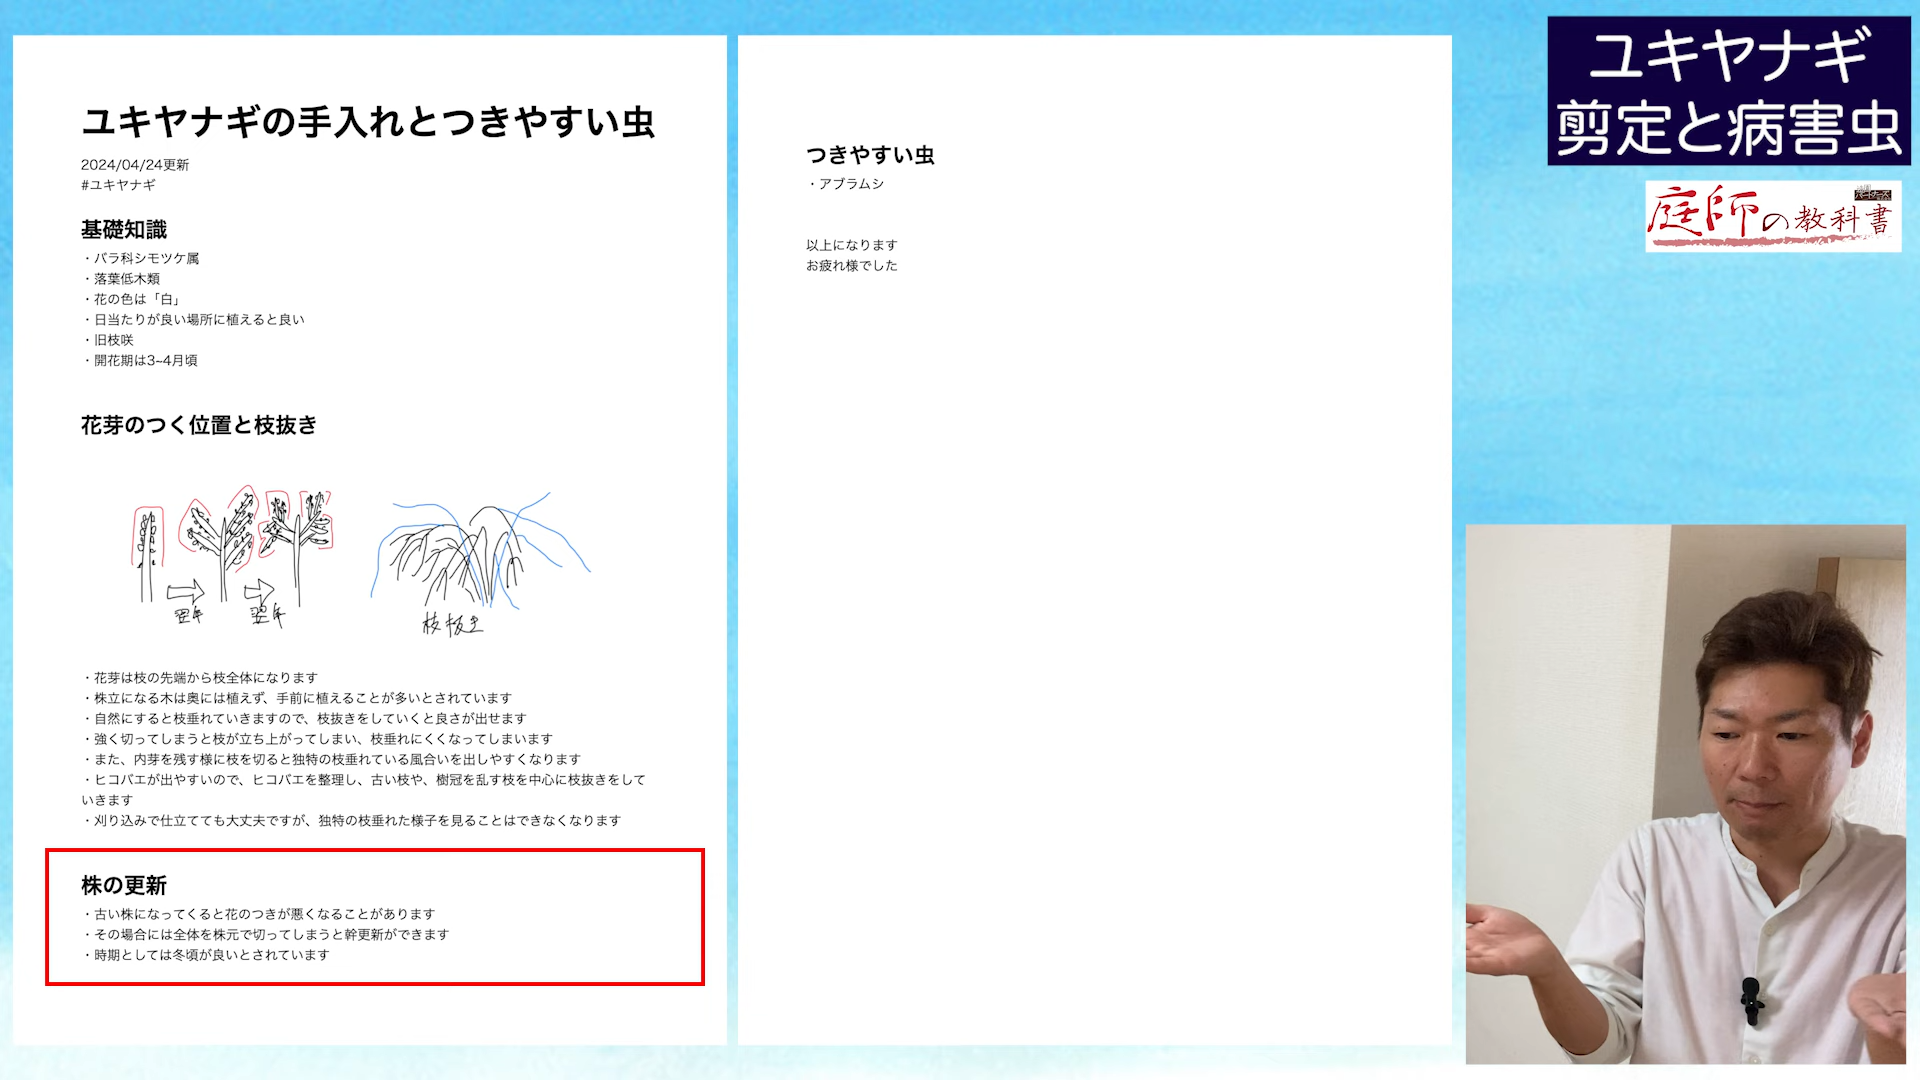 ユキヤナギの手入れとつきやすい虫
2024/04/24更新
#ユキヤナギ
基礎知識
・バラ科シモツケ属
・落葉低木類
・花の色は「白」
・日当たりが良い場所に植えると良い
・旧枝咲
・開花期は3~4月頃
花芽のつく位置と枝抜き
翌年
翌年
枝抜き
・花芽は枝の先端から枝全体になります
・株立になる木は奥には植えず、手前に植えることが多いとされています
・自然にすると枝垂れていきますので、枝抜きをしていくと良さが出せます
・強く切ってしまうと枝が立ち上がってしまい、枝垂れにくくなってしまいます
・また、内芽を残す様に枝を切ると独特の枝垂れている風合いを出しやすくなります
・ヒコバエが出やすいので、ヒコバエを整理し、古い枝や、樹冠を乱す枝を中心に枝抜きをして
いきます
・刈り込みで仕立てても大丈夫ですが、独特の枝垂れた様子を見ることはできなくなります
株の更新
・古い株になってくると花のつきが悪くなることがあります
・その場合には全体を株元で切ってしまうと幹更新ができます
・時期としては冬頃が良いとされています
つきやすい虫
・アブラムシ
以上になります
お疲れ様でした
ユキヤナギ
剪定と病害虫
庭師の教科書